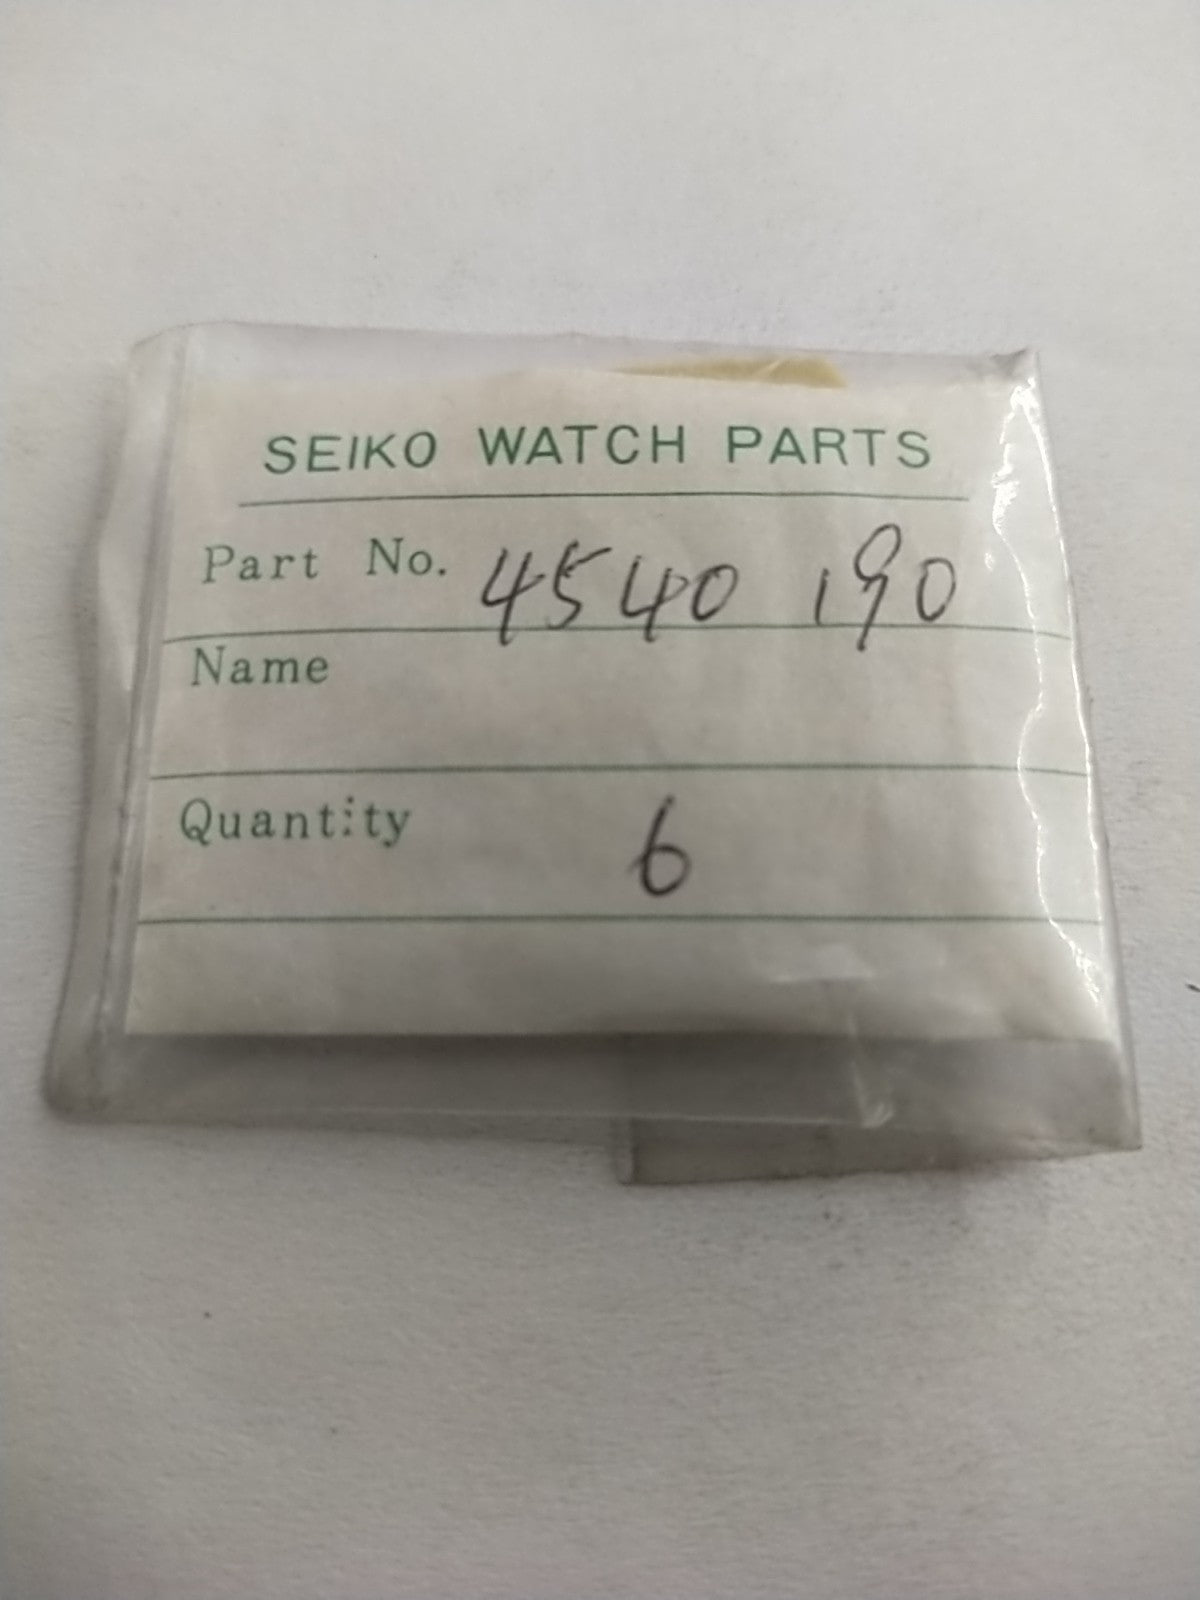 SEIKO WATCH PARTS
Part No. 4540 190
Name
Quantity 6